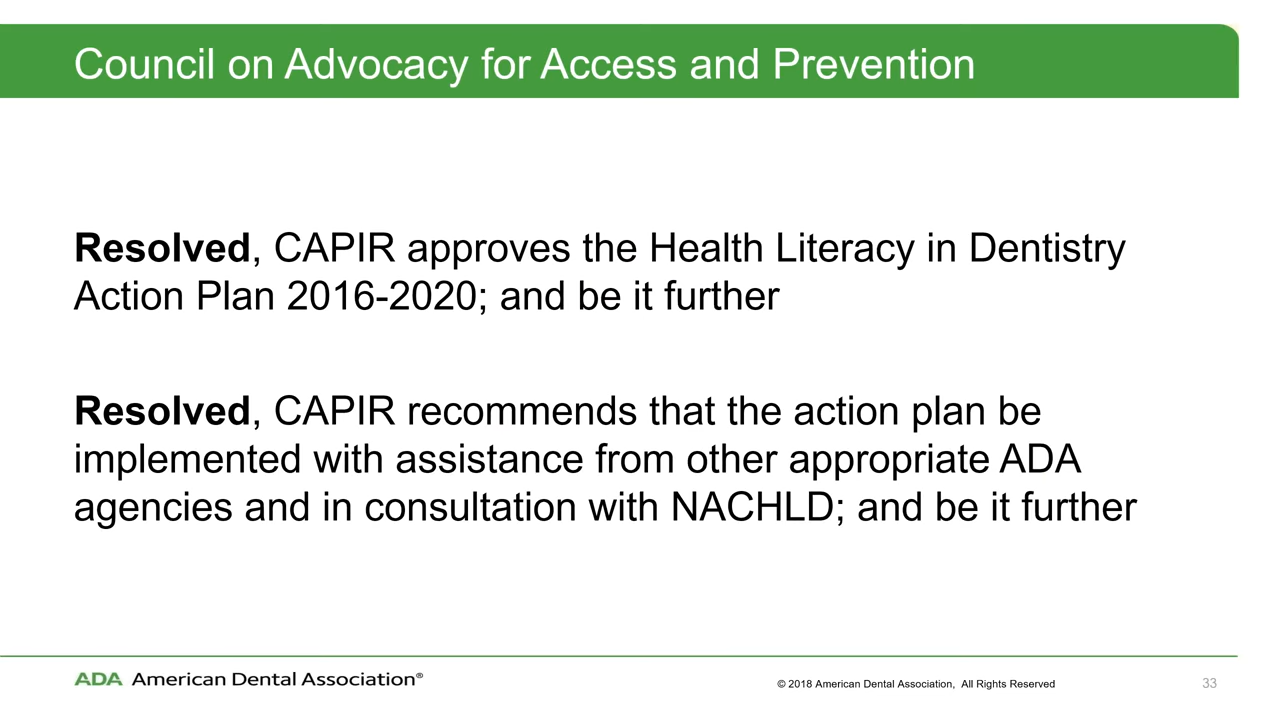 Council on Advocacy for Access and Prevention
Resolved, CAPIR approves the Health Literacy in Dentistry
Action Plan 2016-2020; and be it further
Resolved, CAPIR recommends that the action plan be
implemented with assistance from other appropriate ADA
agencies and in consultation with NACHLD; and be it further
ADA American Dental Association®
© 2018 American Dental Association, All Rights Reserved
33